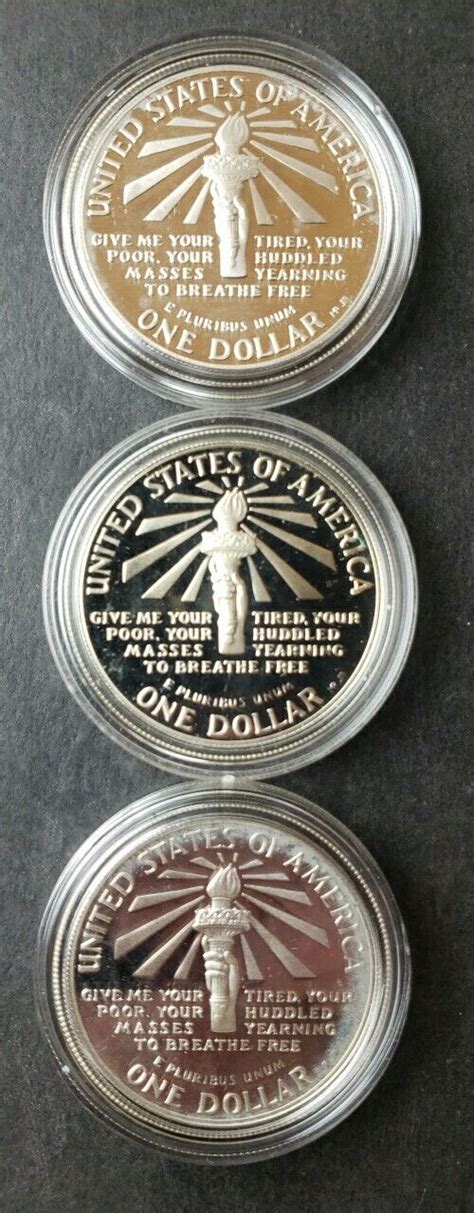 UNITED STATES OF AMERICA
GIVE ME YOUR TIRED, YOUR
POOR, YOUR HUDDLED
MASSES YEARNING
TO BREATHE FREE
E PLURIBUS UNUM
ONE DOLLAR
UNITED STATES OF AMERICA
GIVE ME YOUR TIRED, YOUR
POOR, YOUR HUDDLED
MASSES YEARNING
TO BREATHE FREE
E PLURIBUS UNUM
ONE DOLLAR
UNITED STATES OF AMERICA
GIVE ME YOUR TIRED, YOUR
POOR, YOUR HUDDLED
MASSES YEARNING
TO BREATHE FREE
E PLURIBUS UNUM
ONE DOLLAR